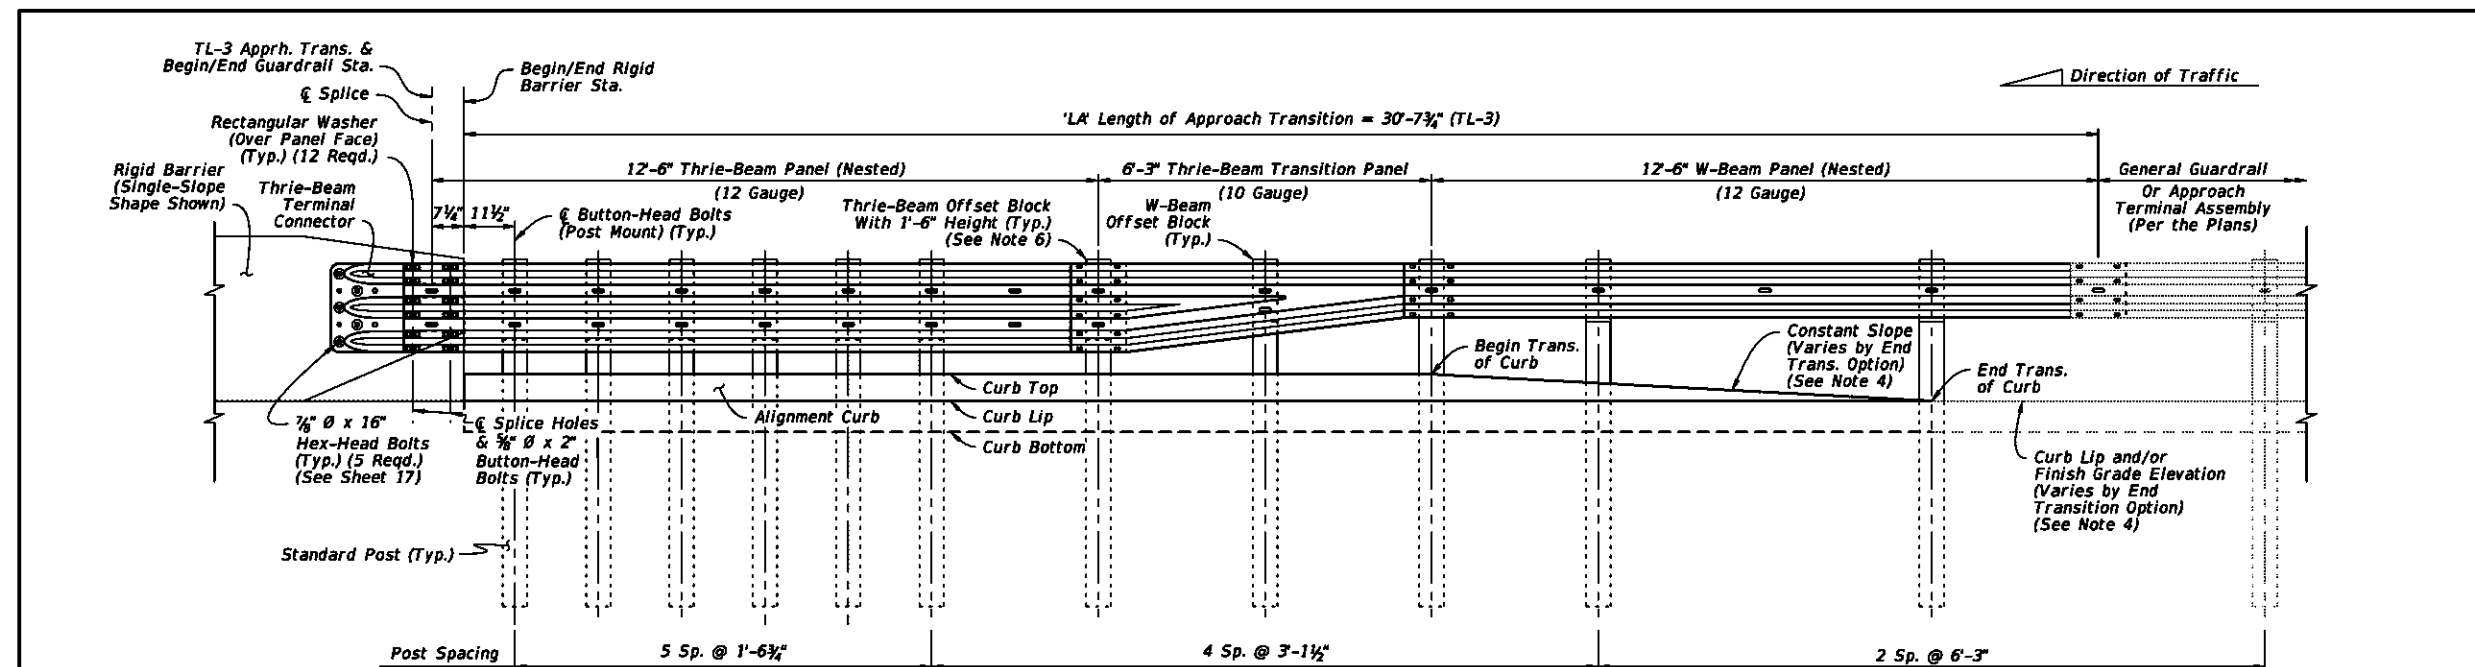 TL-3 Apprh. Trans. &
Begin/End Guardrail Sta.
℄ Splice
Begin/End Rigid
Barrier Sta.
Direction of Traffic
'LA' Length of Approach Transition = 30'-7¾" (TL-3)
Rectangular Washer
(Over Panel Face)
(Typ.) (12 Reqd.)
Rigid Barrier
(Single-Slope
Shape Shown)
Thrie-Beam
Terminal
Connector
12'-6" Thrie-Beam Panel (Nested)
(12 Gauge)
6'-3" Thrie-Beam Transition Panel
(10 Gauge)
12'-6" W-Beam Panel (Nested)
(12 Gauge)
General Guardrail
Or Approach
Terminal Assembly
(Per the Plans)
7¼" 11½"
℄ Button-Head Bolts
(Post Mount) (Typ.)
Thrie-Beam Offset Block
With 1'-6" Height (Typ.)
(See Note 6)
W-Beam
Offset Block
(Typ.)
Begin Trans.
of Curb
Constant Slope
(Varies by End
Trans. Option)
(See Note 4)
End Trans.
of Curb
Curb Top
Alignment Curb
Curb Lip
Curb Bottom
⅞" Ø x 16"
Hex-Head Bolts
(Typ.) (5 Reqd.)
(See Sheet 17)
℄ Splice Holes
& ⅝" Ø x 2"
Button-Head
Bolts (Typ.)
Curb Lip and/or
Finish Grade Elevation
(Varies by End
Transition Option)
(See Note 4)
Standard Post (Typ.)
Post Spacing
5 Sp. @ 1'-6¾"
4 Sp. @ 3'-1½"
2 Sp. @ 6'-3"